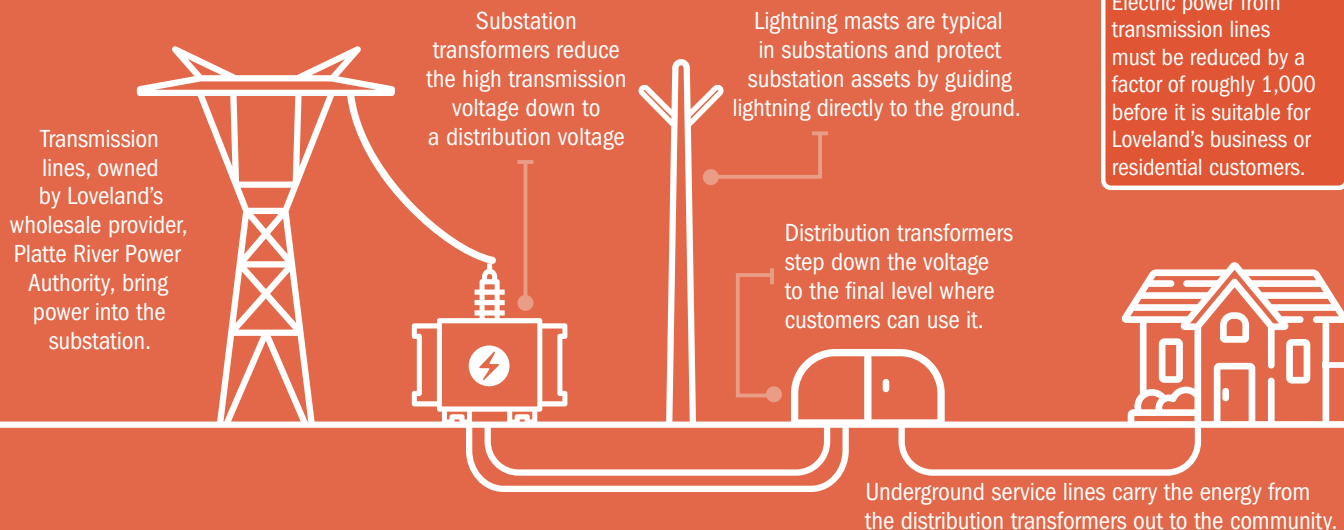 Transmission
lines, owned
by Loveland's
wholesale provider,
Platte River Power
Authority, bring
power into the
substation.
Substation
transformers reduce
the high transmission
voltage down to
a distribution voltage
Lightning masts are typical
in substations and protect
substation assets by guiding
lightning directly to the ground.
Electric power from
transmission lines
must be reduced by a
factor of roughly 1,000
before it is suitable for
Loveland's business or
residential customers.
Distribution transformers
step down the voltage
to the final level where
customers can use it.
Underground service lines carry the energy from
the distribution transformers out to the community.